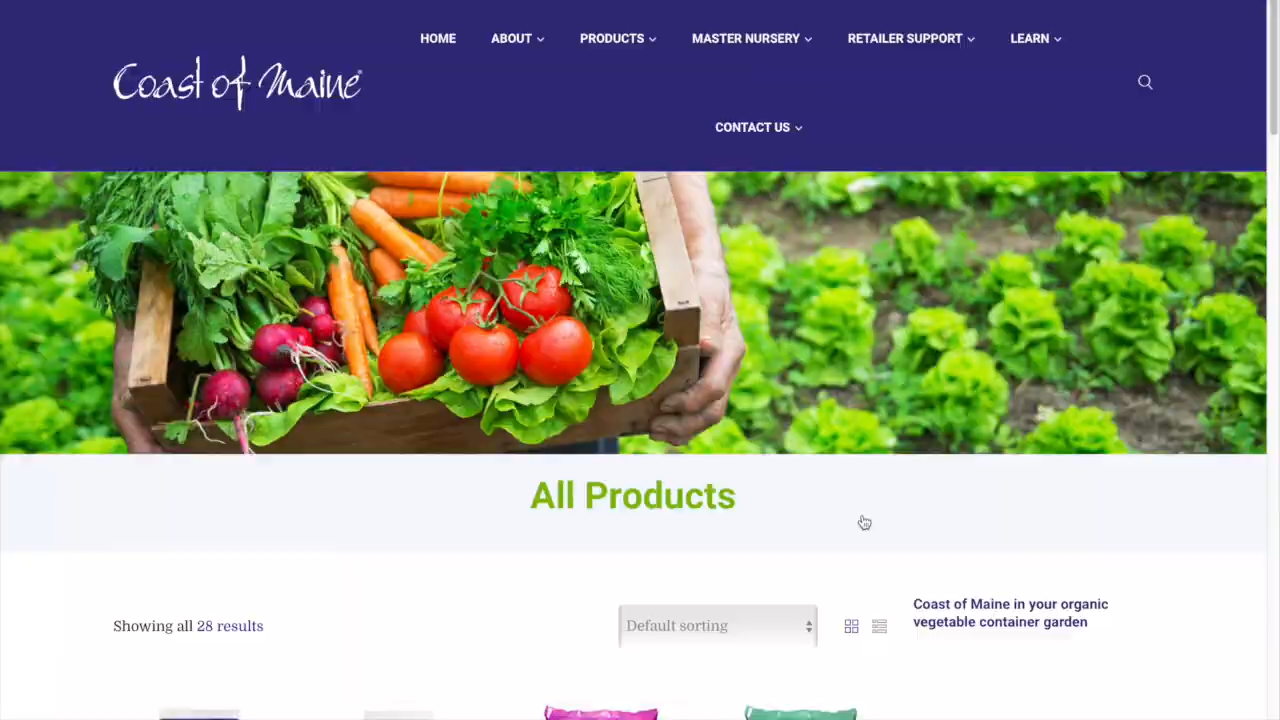 HOME
ABOUT
PRODUCTS
MASTER NURSERY
RETAILER SUPPORT
LEARN
Coast of Maine®
CONTACT US
All Products
Showing all 28 results
Default sorting
Coast of Maine in your organic
vegetable container garden